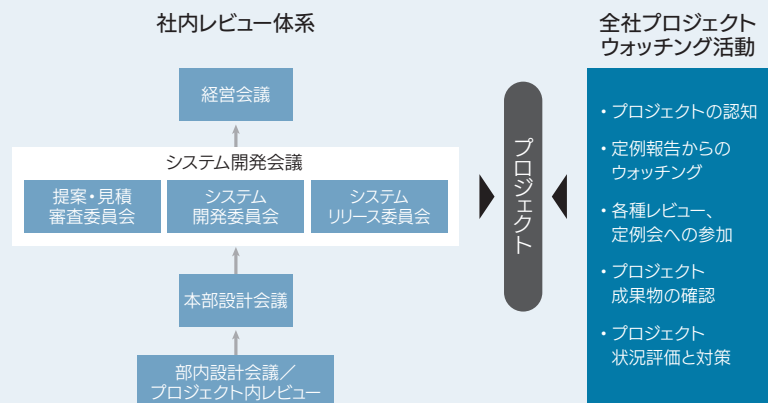 社内レビュー体系
経営会議
システム開発会議
提案・見積
審査委員会
システム
開発委員会
システム
リリース委員会
本部設計会議
部内設計会議／
プロジェクト内レビュー
プロジェクト
全社プロジェクト
ウォッチング活動
・プロジェクトの認知
・定例報告からの
ウォッチング
・各種レビュー、
定例会への参加
・プロジェクト
成果物の確認
・プロジェクト
状況評価と対策